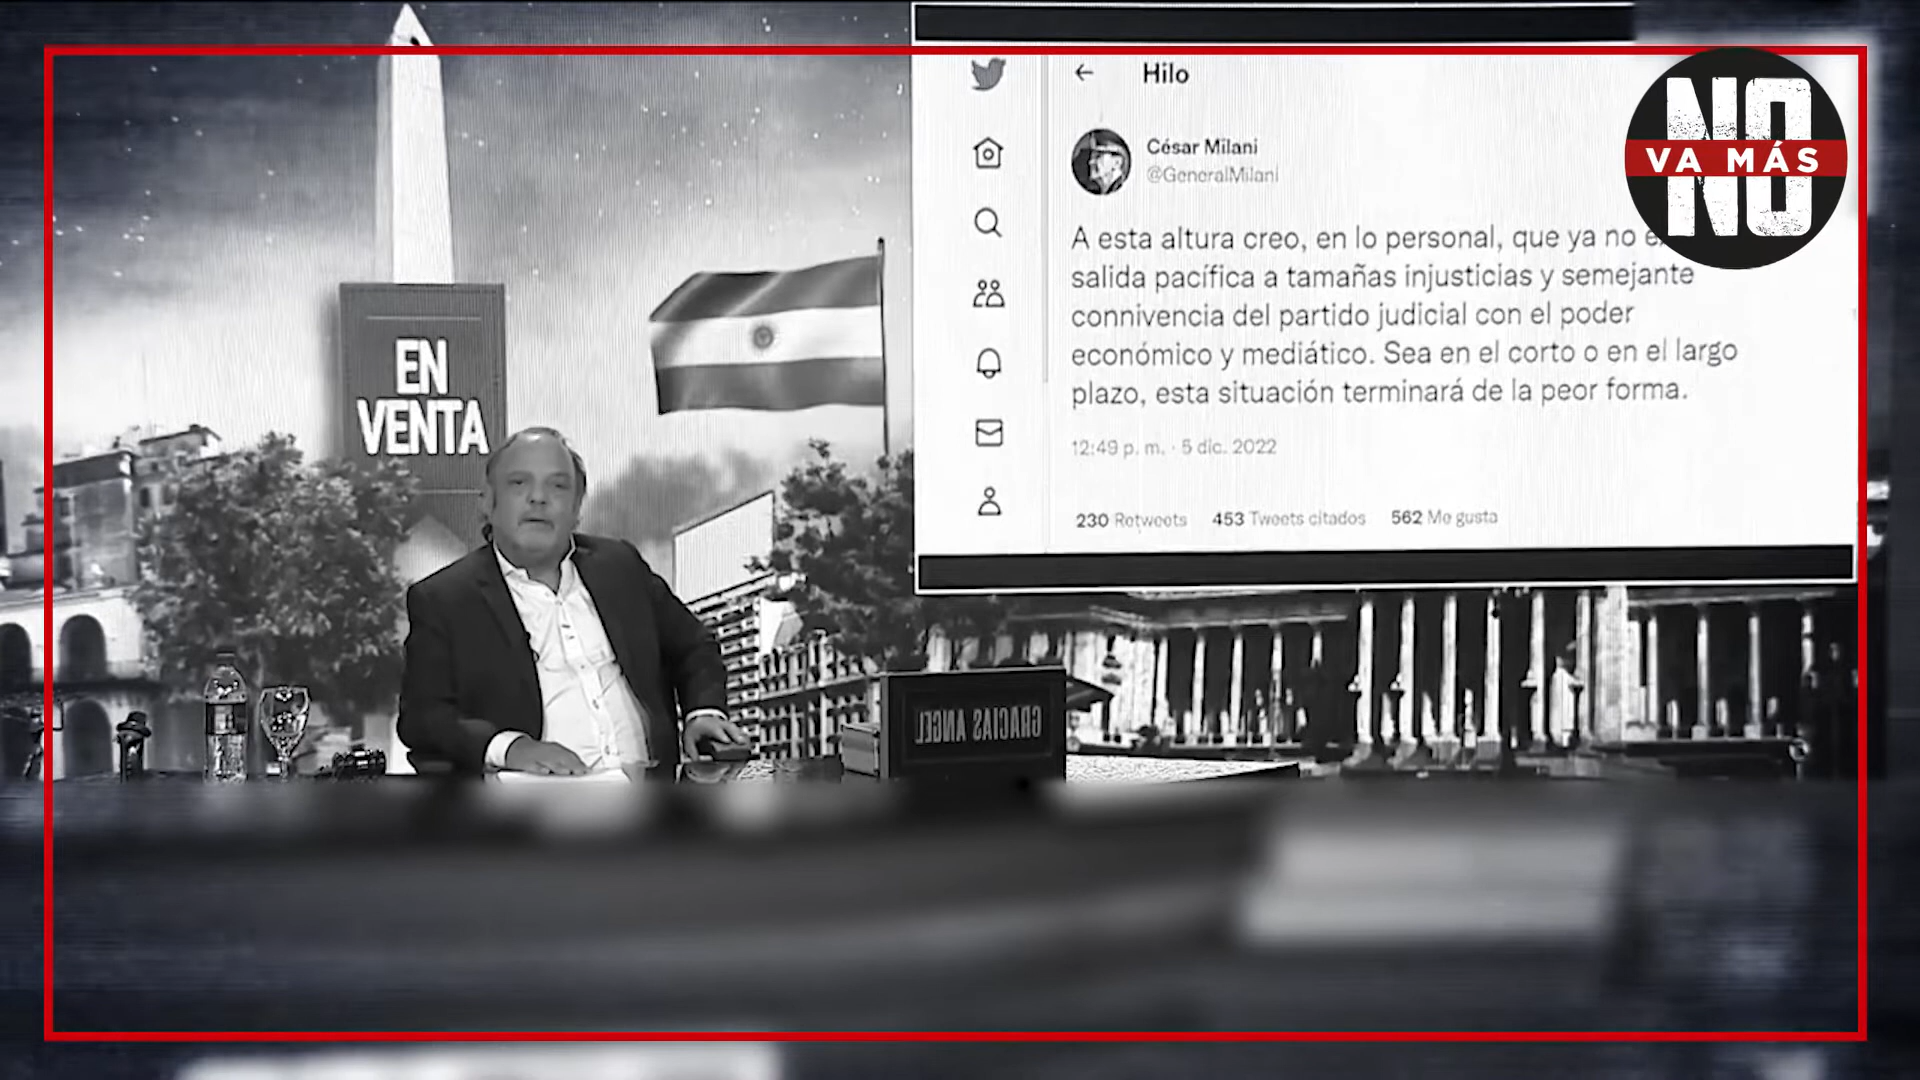 EN
VENTA
Hilo
César Milani
@GeneralMilani
A esta altura creo, en lo personal, que ya no
salida pacífica a tamañas injusticias y semejante
connivencia del partido judicial con el poder
económico y mediático. Sea en el corto o en el largo
plazo, esta situación terminará de la peor forma.
12:49 p. m. · 5 dic. 2022
230 Retweets 453 Tweets citados 562 Me gusta
NO
VA MÁS
GRACIAS ANGEL